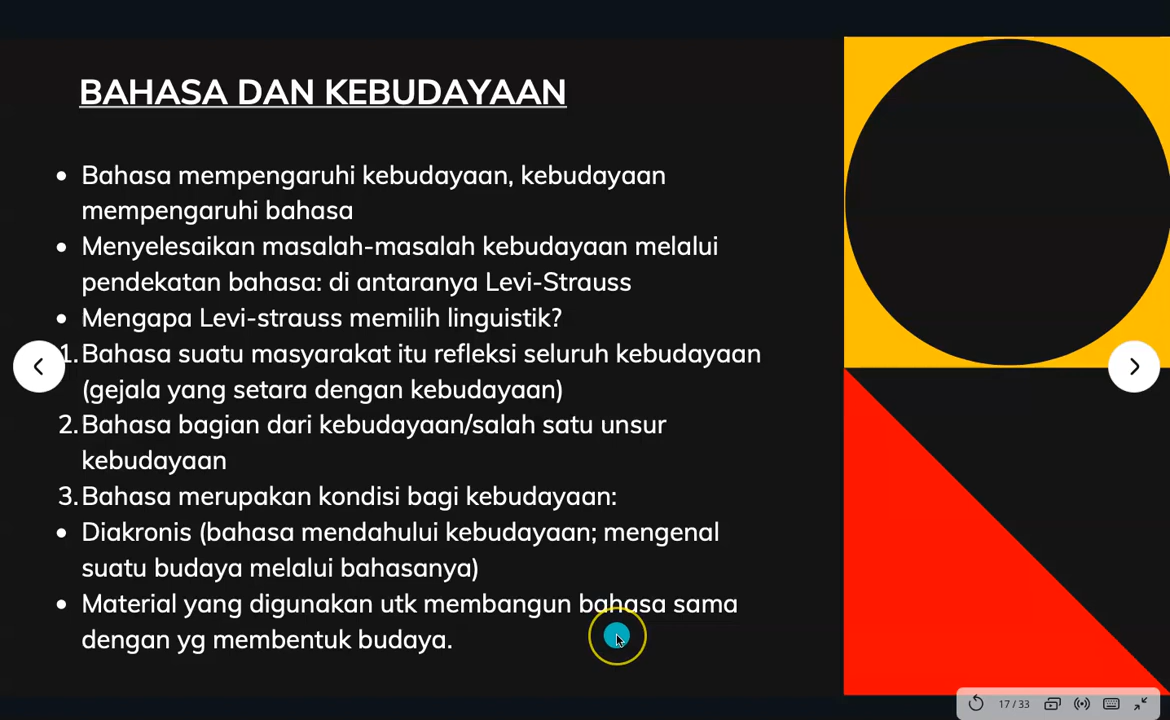 BAHASA DAN KEBUDAYAAN
• Bahasa mempengaruhi kebudayaan, kebudayaan
mempengaruhi bahasa
• Menyelesaikan masalah-masalah kebudayaan melalui
pendekatan bahasa: di antaranya Levi-Strauss
• Mengapa Levi-strauss memilih linguistik?
1. Bahasa suatu masyarakat itu refleksi seluruh kebudayaan
(gejala yang setara dengan kebudayaan)
2. Bahasa bagian dari kebudayaan/salah satu unsur
kebudayaan
3. Bahasa merupakan kondisi bagi kebudayaan:
• Diakronis (bahasa mendahului kebudayaan; mengenal
suatu budaya melalui bahasanya)
• Material yang digunakan utk membangun bahasa sama
dengan yg membentuk budaya.
17 / 33